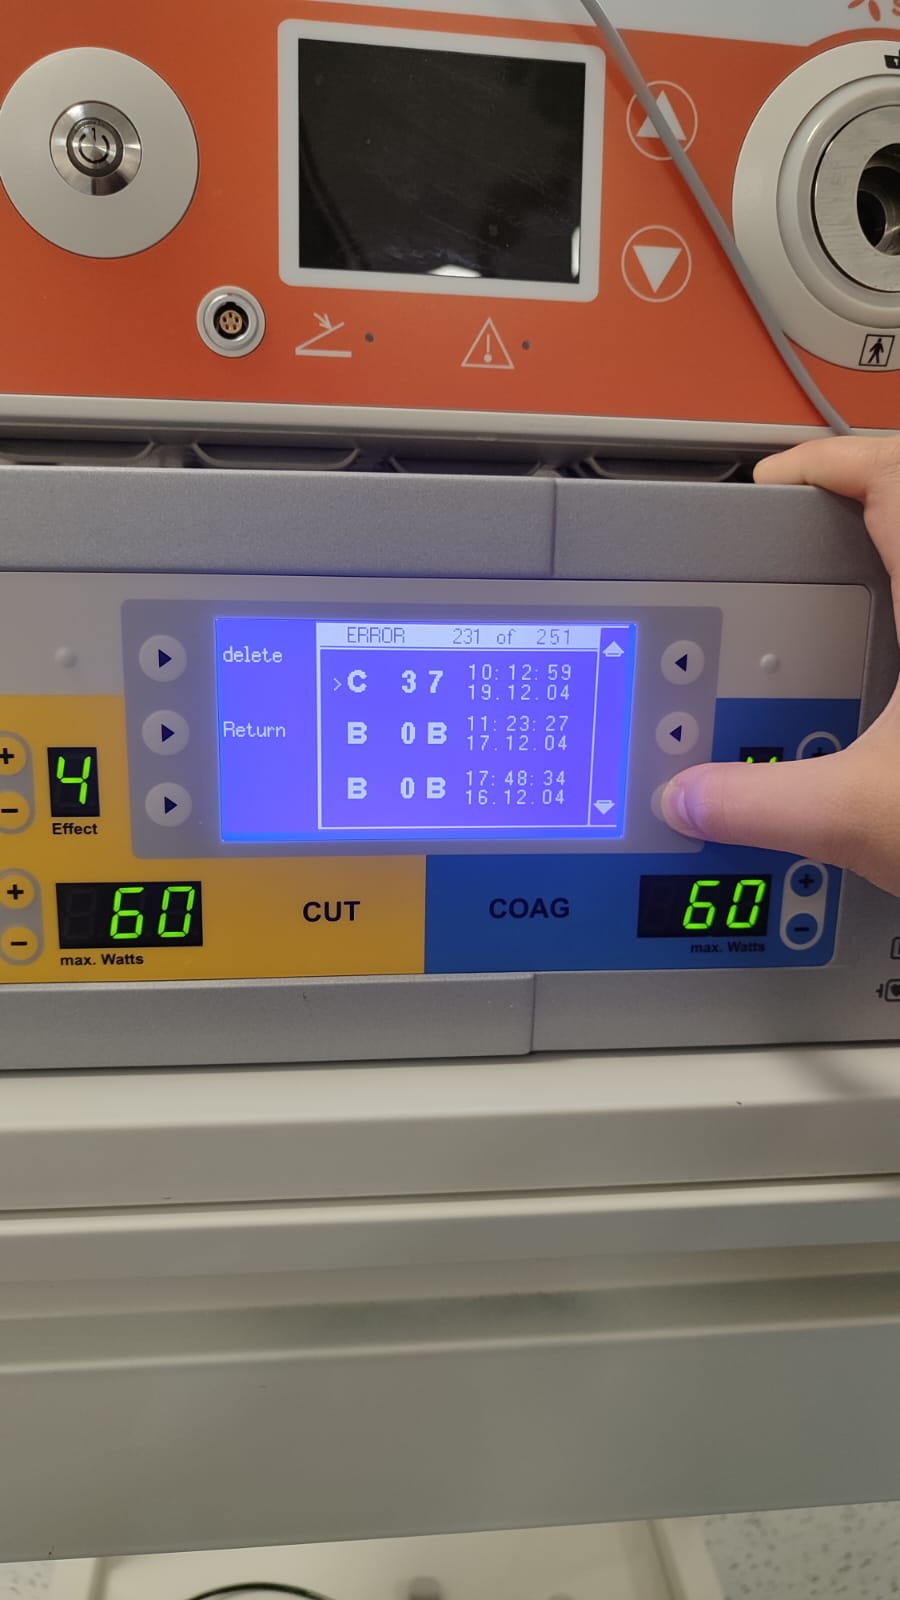 delete
Return
ERROR 231 of 251
>C 37 10:12:59
19.12.04
B 0B 11:23:27
17.12.04
B 0B 17:48:34
16.12.04
+
4
-
Effect
+
60
-
max. Watts
CUT
COAG
60
+
-
max. Watts